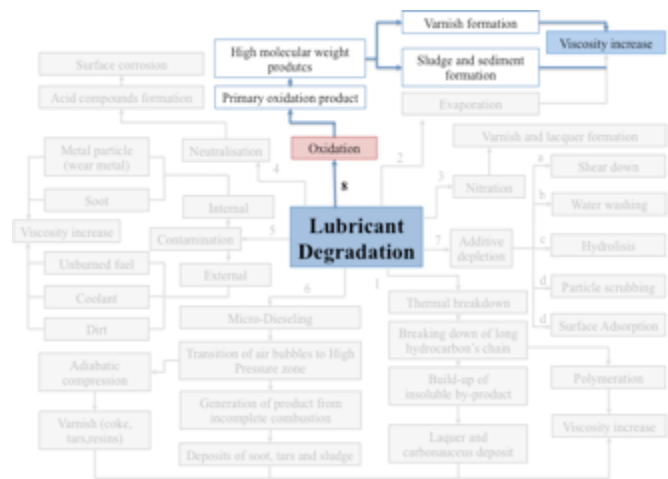 Varnish formation
High molecular weight
produtcs
Viscosity increase
Surface corrosion
Sludge and sediment
formation
Acid compounds formation
Primary oxidation product
Evaporation
Metal particle
(wear metal)
Neutralisation
Oxidation
2
Varnish and lacquer formation
4
8
3
Nitration
a
Shear down
Soot
Internal
b
Water washing
Viscosity increase
Contamination
5
Lubricant
Degradation
7
Additive
depletion
c
Hydrolisis
Unburned fuel
External
Coolant
6
1
Thermal breakdown
d
Particle scrubbing
Dirt
Micro-Dieseling
Breaking down of long
hydrocarbon's chain
d
Surface Adsorption
Adiabatic
compression
Transition of air bubbles to High
Pressure zone
Build-up of
insoluble by-product
Polymeration
Varnish (coke,
tars,resins)
Generation of product from
incomplete combustion
Laquer and
carbonauceus deposit
Viscosity increase
Deposits of soot, tars and sludge